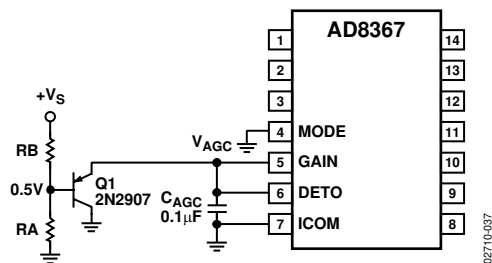 AD8367
1
2
3
4 MODE
5 GAIN
6 DETO
7 ICOM
14
13
12
11
10
9
8
+VS
RB
0.5V
RA
Q1
2N2907
VAGC
CAGC
0.1µF
02710-037